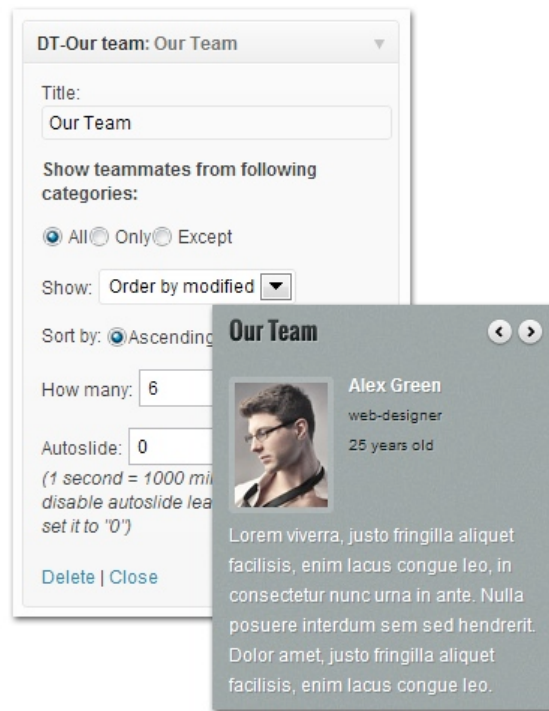 DT-Our team: Our Team
Title:
Our Team
Show teammates from following
categories:
All Only Except
Show: Order by modified
Sort by: Ascending
How many: 6
Autoslide: 0
(1 second = 1000
disable autoslide
set it to "0")
Delete | Close
Our Team
Alex Green
web-designer
25 years old
Lorem viverra, justo fringilla aliquet
facilisis, enim lacus congue leo, in
consectetur nunc urna in ante. Nulla
posuere interdum sem sed hendrerit.
Dolor amet, justo fringilla aliquet
facilisis, enim lacus congue leo.